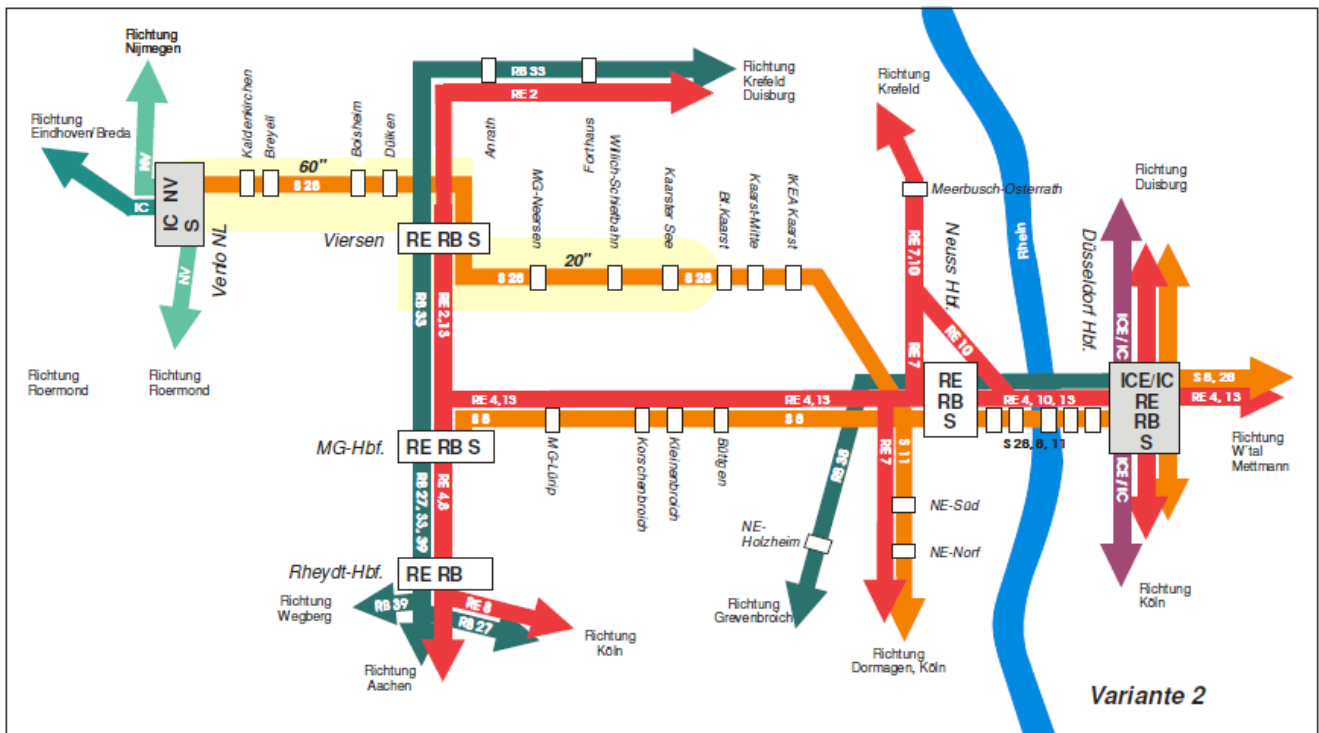 Richtung
Nijmegen
Richtung
Eindhoven/Breda
NV
IC
IC NV
S
Venlo NL
NV
Richtung
Roermond
Richtung
Roermond
Kaldenkirchen
Breyell
Boisheim
Dülken
60"
S 28
RB 33
RE 2
Anrath
Forthaus
Richtung
Krefeld
Duisburg
Viersen
RE RB S
MG-Neersen
Willich-Schiefbahn
Kaarster See
Bf. Kaarst
Kaarst-Mitte
IKEA Kaarst
20"
S 28
S 28
RB 33
RE 2,13
Richtung
Krefeld
Meerbusch-Osterrath
RE 7,10
Neuss Hbf.
RE 10
RE 7
Rhein
Richtung
Duisburg
Düsseldorf Hbf.
ICE/IC
RE
RB
S
ICE/IC
RE
RB
S
S 8, 28
RE 4, 13
Richtung
W´tal
Mettmann
RE 4, 13
RE 4, 13
RE 4, 10, 13
S 8
S 8
S 28, 8, 11
MG-Hbf.
RE RB S
MG-Lürip
Korschenbroich
Kleinenbroich
Büttgen
RE 7
S 11
NE-Süd
NE-Norf
NE-
Holzheim
Richtung
Grevenbroich
Richtung
Dormagen, Köln
ICE / IC
Richtung
Köln
RB 27, 33, 39
RE 4,8
Rheydt-Hbf.
RE RB
Richtung
Wegberg
RB 39
RE 8
RB 27
Richtung
Köln
Richtung
Aachen
Variante 2